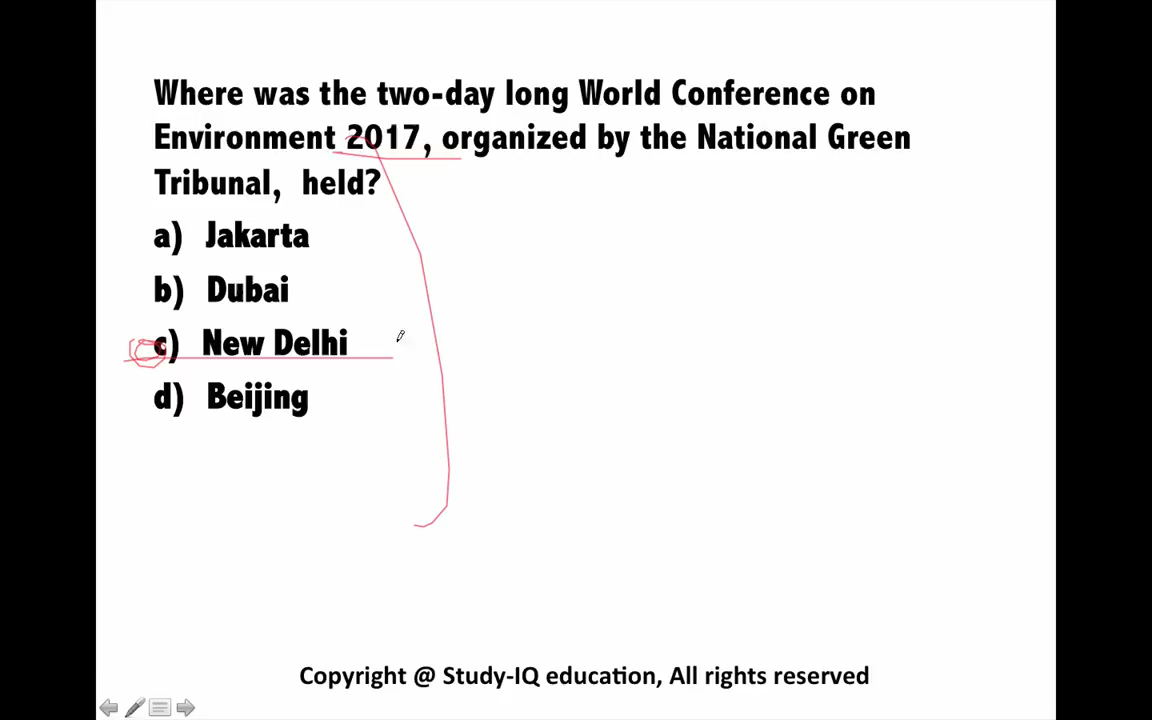 Where was the two-day long World Conference on
Environment 2017, organized by the National Green
Tribunal, held?
a) Jakarta
b) Dubai
c) New Delhi
d) Beijing
Copyright @ Study-IQ education, All rights reserved